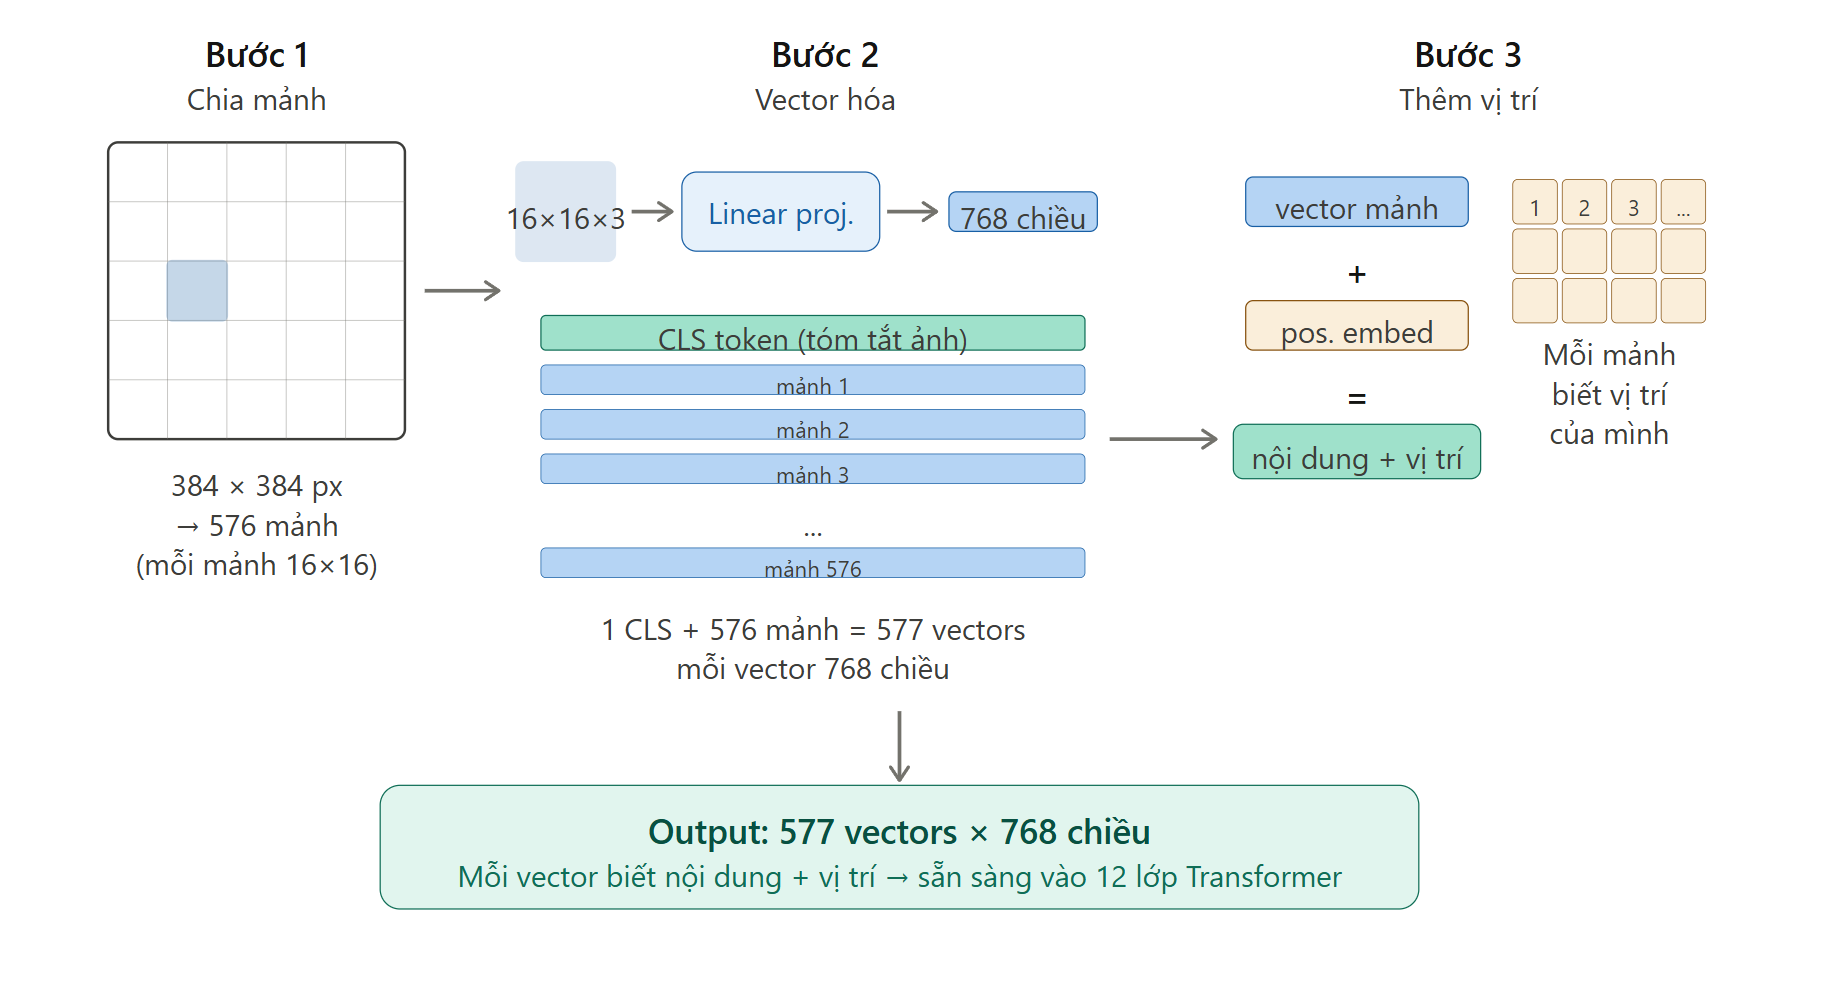 Bước 1
Chia mảnh
384 × 384 px
→ 576 mảnh
(mỗi mảnh 16×16)
Bước 2
Vector hóa
16×16×3
Linear proj.
768 chiều
CLS token (tóm tắt ảnh)
mảnh 1
mảnh 2
mảnh 3
...
mảnh 576
1 CLS + 576 mảnh = 577 vectors
mỗi vector 768 chiều
Bước 3
Thêm vị trí
vector mảnh
+
pos. embed
=
nội dung + vị trí
1 2 3 ...
Mỗi mảnh
biết vị trí
của mình
Output: 577 vectors × 768 chiều
Mỗi vector biết nội dung + vị trí → sẵn sàng vào 12 lớp Transformer